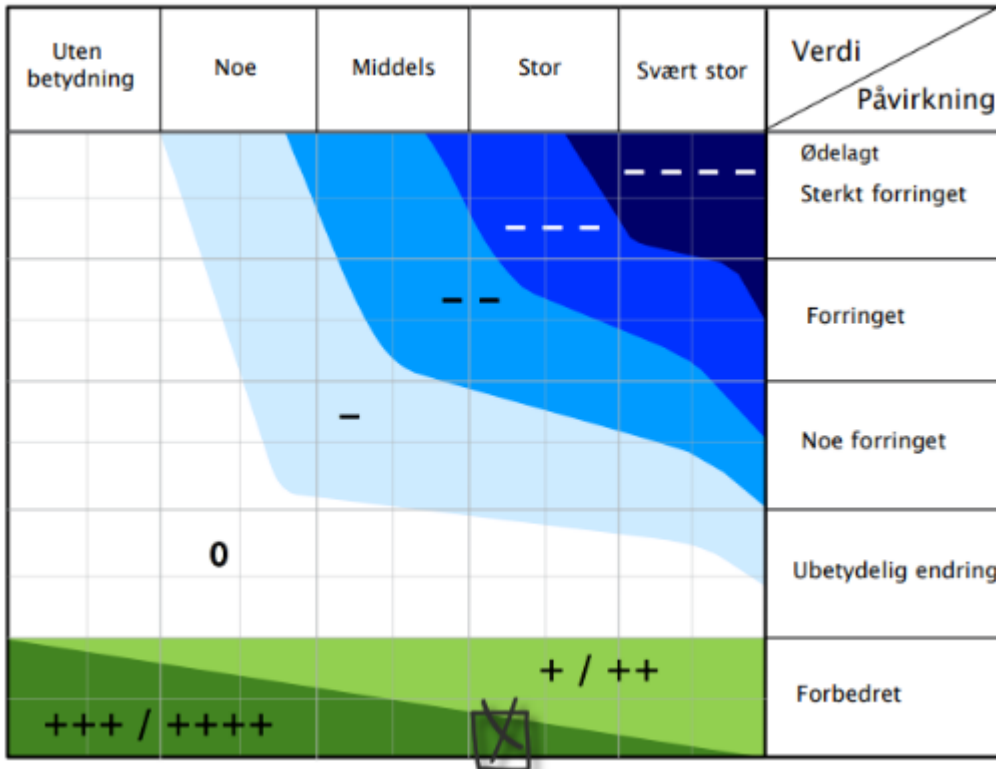 Uten
betydning
Noe
Middels
Stor
Svært stor
Verdi
Påvirkning
Ødelagt
Sterkt forringet
Forringet
Noe forringet
Ubetydelig endring
Forbedret
– – – –
– – –
– –
–
0
+ / ++
+++ / ++++
X